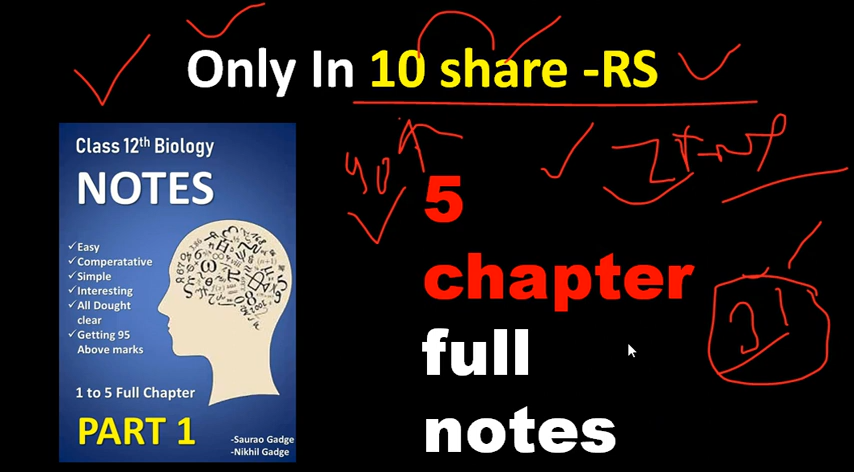 Only In 10 share -RS
Class 12th Biology
NOTES
✓Easy
✓Comperatative
✓Simple
✓Interesting
✓All Dought
clear
✓Getting 95
Above marks
1 to 5 Full Chapter
PART 1
-Saurao Gadge
-Nikhil Gadge
5
chapter
full
notes
31